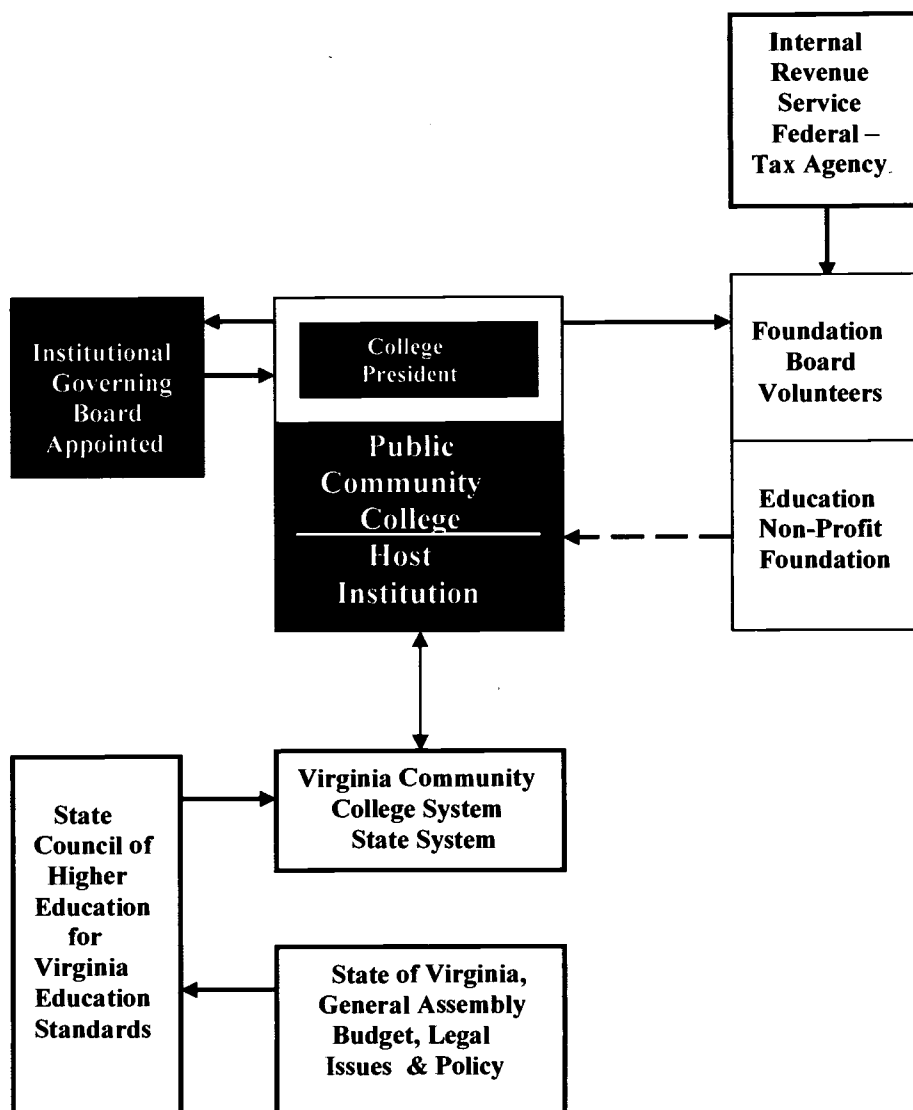 Internal
Revenue
Service
Federal –
Tax Agency
Institutional
Governing
Board
Appointed
College
President
Foundation
Board
Volunteers
Public
Community
College
Host
Institution
Education
Non-Profit
Foundation
Virginia Community
College System
State System
State
Council of
Higher
Education
for
Virginia
Education
Standards
State of Virginia,
General Assembly
Budget, Legal
Issues & Policy